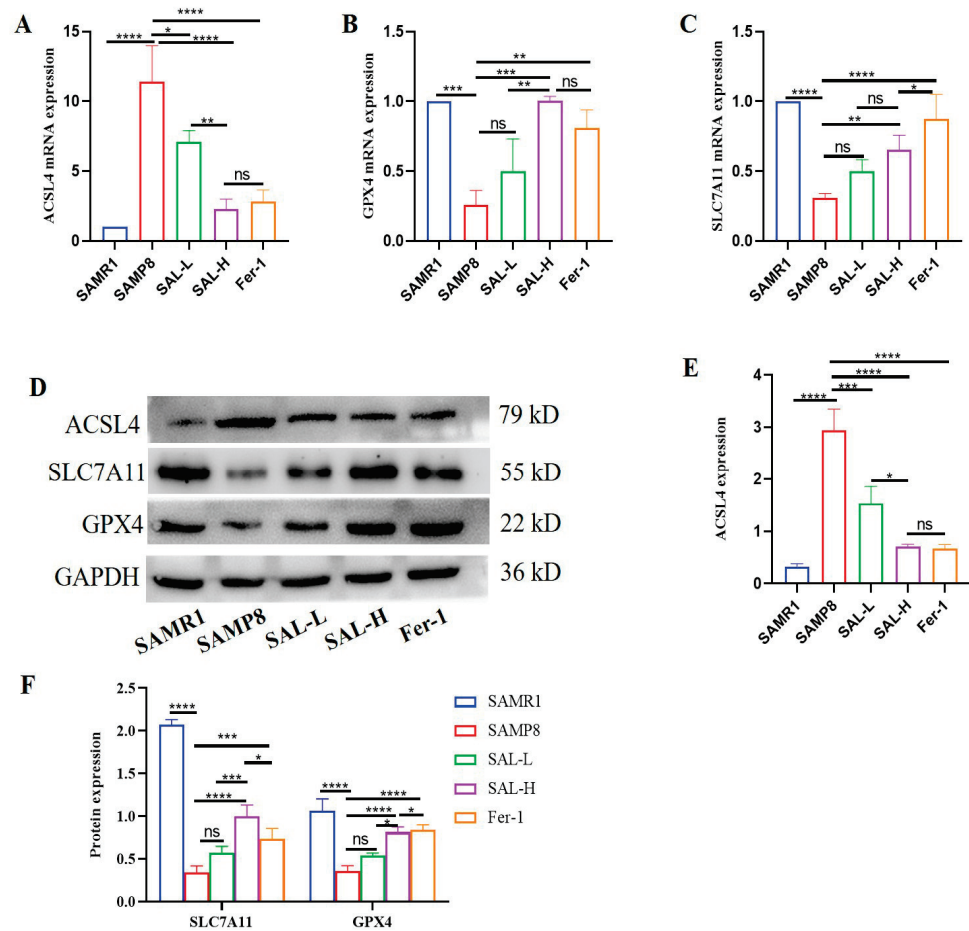 A
ACSL4 mRNA expression
15
10
5
0
****
* ****
****
**
ns
SAMR1 SAMP8 SAL-L SAL-H Fer-1
B
GPX4 mRNA expression
1.5
1.0
0.5
0.0
**
***
*** ** ns
ns
SAMR1 SAMP8 SAL-L SAL-H Fer-1
C
SLC7A11 mRNA expression
1.5
1.0
0.5
0.0
****
**** ns *
**
ns
SAMR1 SAMP8 SAL-L SAL-H Fer-1
D
ACSL4 79 kD
SLC7A11 55 kD
GPX4 22 kD
GAPDH 36 kD
SAMR1 SAMP8 SAL-L SAL-H Fer-1
E
ACSL4 expression
4
3
2
1
0
****
****
**** ***
*
ns
SAMR1 SAMP8 SAL-L SAL-H Fer-1
F
Protein expression
2.5
2.0
1.5
1.0
0.5
0.0
****
***
*** *
****
ns
**** ****
****
* *
ns
SLC7A11 GPX4
SAMR1
SAMP8
SAL-L
SAL-H
Fer-1